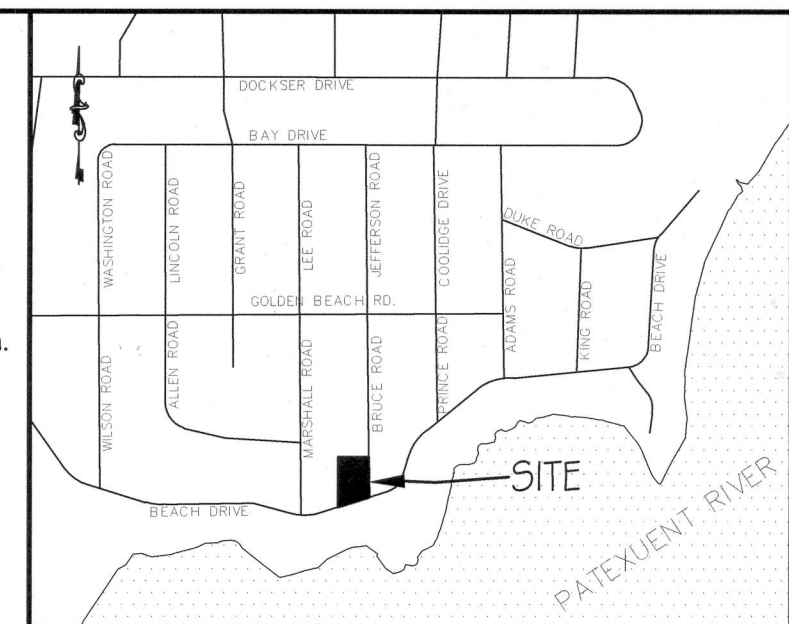 DOCKSER DRIVE
BAY DRIVE
WASHINGTON ROAD
LINCOLN ROAD
GRANT ROAD
LEE ROAD
JEFFERSON ROAD
COOLIDGE DRIVE
DUKE ROAD
GOLDEN BEACH RD.
ADAMS ROAD
KING ROAD
BEACH DRIVE
WILSON ROAD
ALLEN ROAD
MARSHALL ROAD
BRUCE ROAD
PRINCE ROAD
SITE
BEACH DRIVE
PATEXUENT RIVER